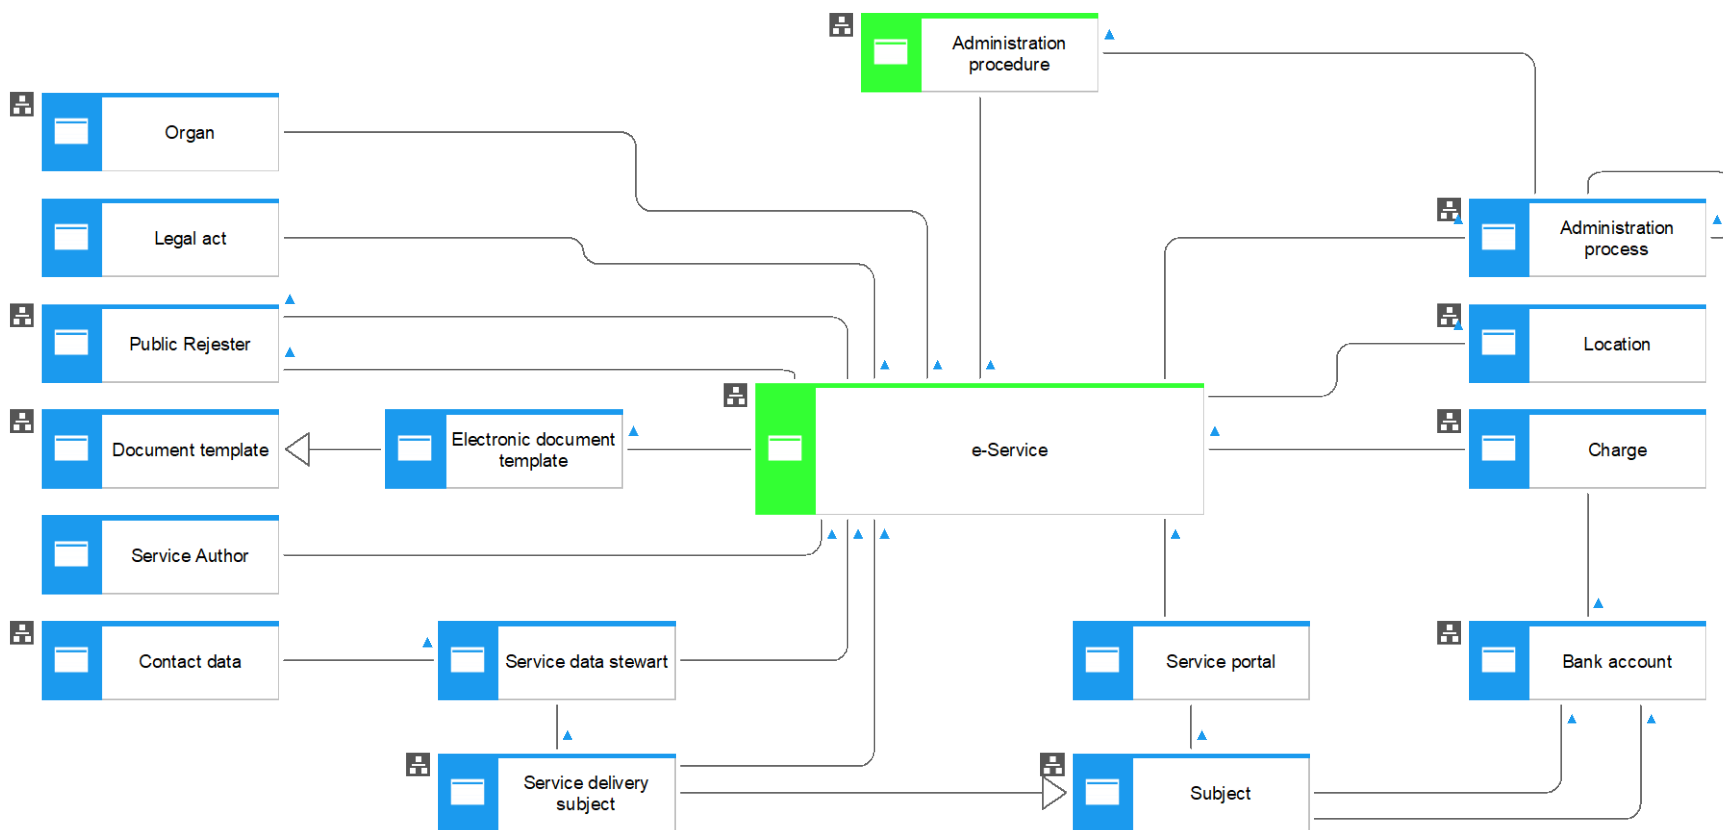 Administration
procedure
Organ
Legal act
Administration
process
Public Rejester
Location
Document template
Electronic document
template
e-Service
Charge
Service Author
Contact data
Service data stewart
Service portal
Bank account
Service delivery
subject
Subject